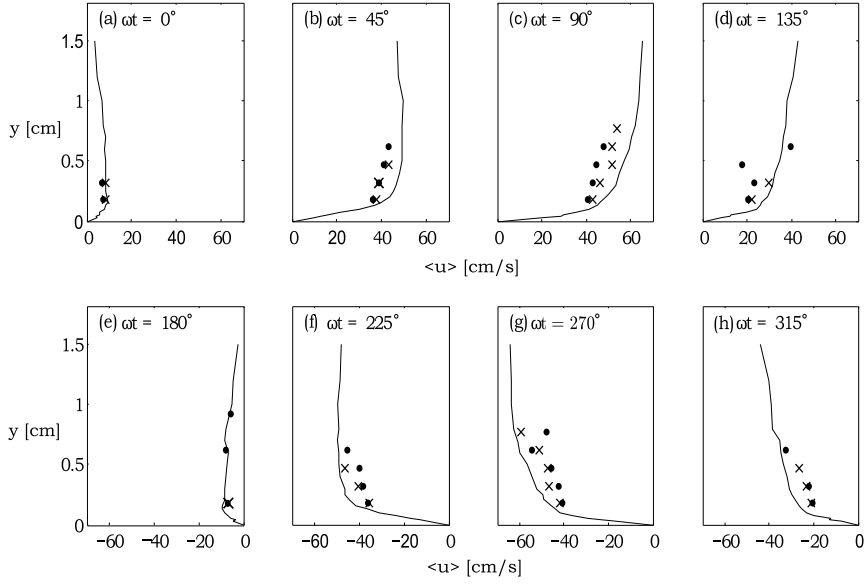 (a) ωt = 0°
(b) ωt = 45°
(c) ωt = 90°
(d) ωt = 135°
1.5
1
0.5
0
y [cm]
0 20 40 60
0 20 40 60
0 20 40 60
0 20 40 60
<u> [cm/s]
(e) ωt = 180°
(f) ωt = 225°
(g) ωt = 270°
(h) ωt = 315°
1.5
1
0.5
0
y [cm]
−60 −40 −20 0
−60 −40 −20 0
−60 −40 −20 0
−60 −40 −20 0
<u> [cm/s]